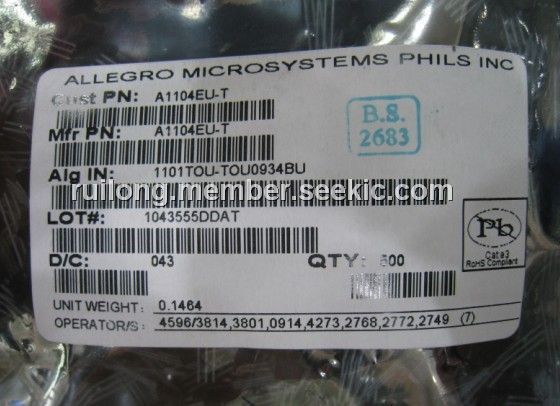 ALLEGRO MICROSYSTEMS PHILS INC
Cust PN: A1104EU-T
Mfr PN: A1104EU-T
B.S.
2683
Alg IN: 1101TOU-TOU0934BU
ruilong.member.seekic.com
LOT#: 1043555DDAT
Pb
Cat e3
RoHS Compliant
D/C: 043 QTY: 500
UNIT WEIGHT: 0.1464
OPERATOR/S: 4596/3814,3801,0914,4273,2768,2772,2749 (7)